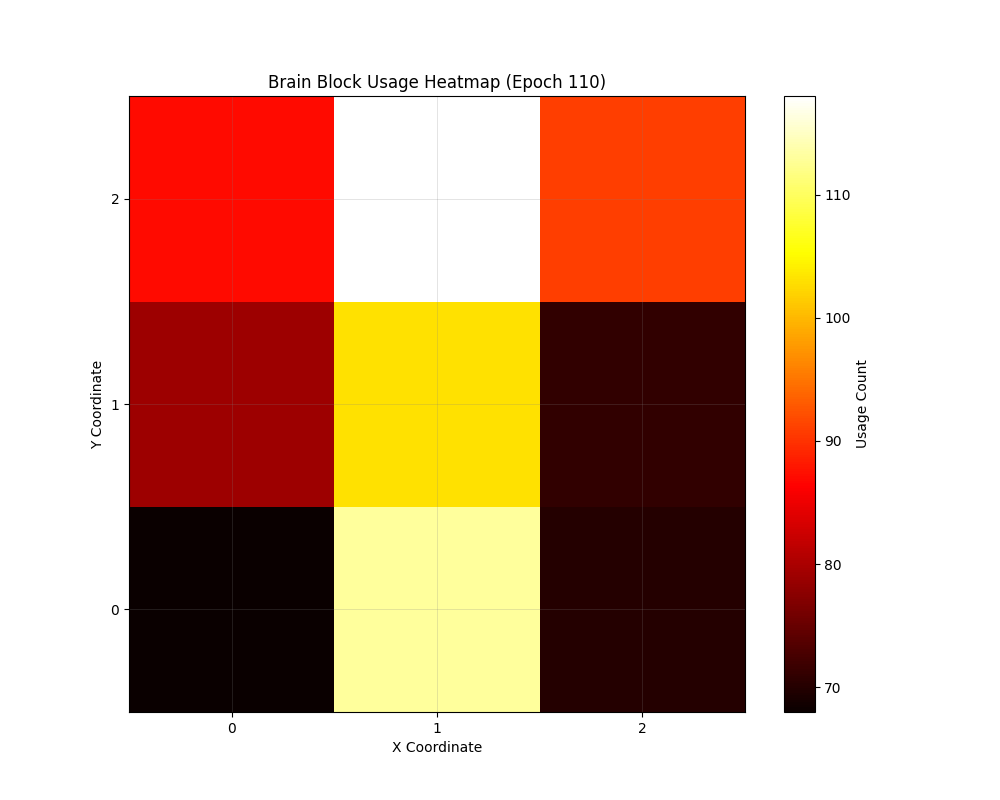 Brain Block Usage Heatmap (Epoch 110)
2
1
0
Y Coordinate
0 1 2
X Coordinate
110
100
90
80
70
Usage Count